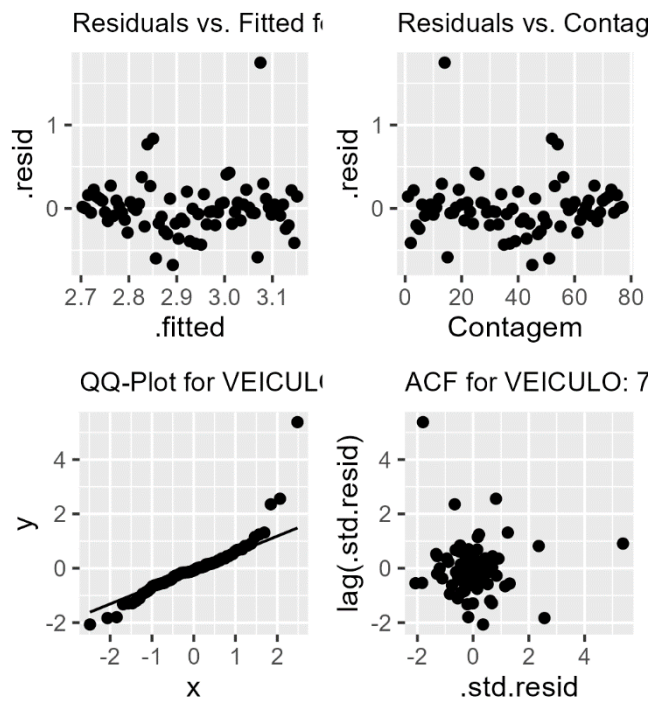 Residuals vs. Fitted f
.resid
1
0
2.7 2.8 2.9 3.0 3.1
.fitted
Residuals vs. Contag
.resid
1
0
0 20 40 60 80
Contagem
QQ-Plot for VEICUL
y
4
2
0
-2
-2 -1 0 1 2
x
ACF for VEICULO: 7
lag(.std.resid)
4
2
0
-2
-2 0 2 4
.std.resid